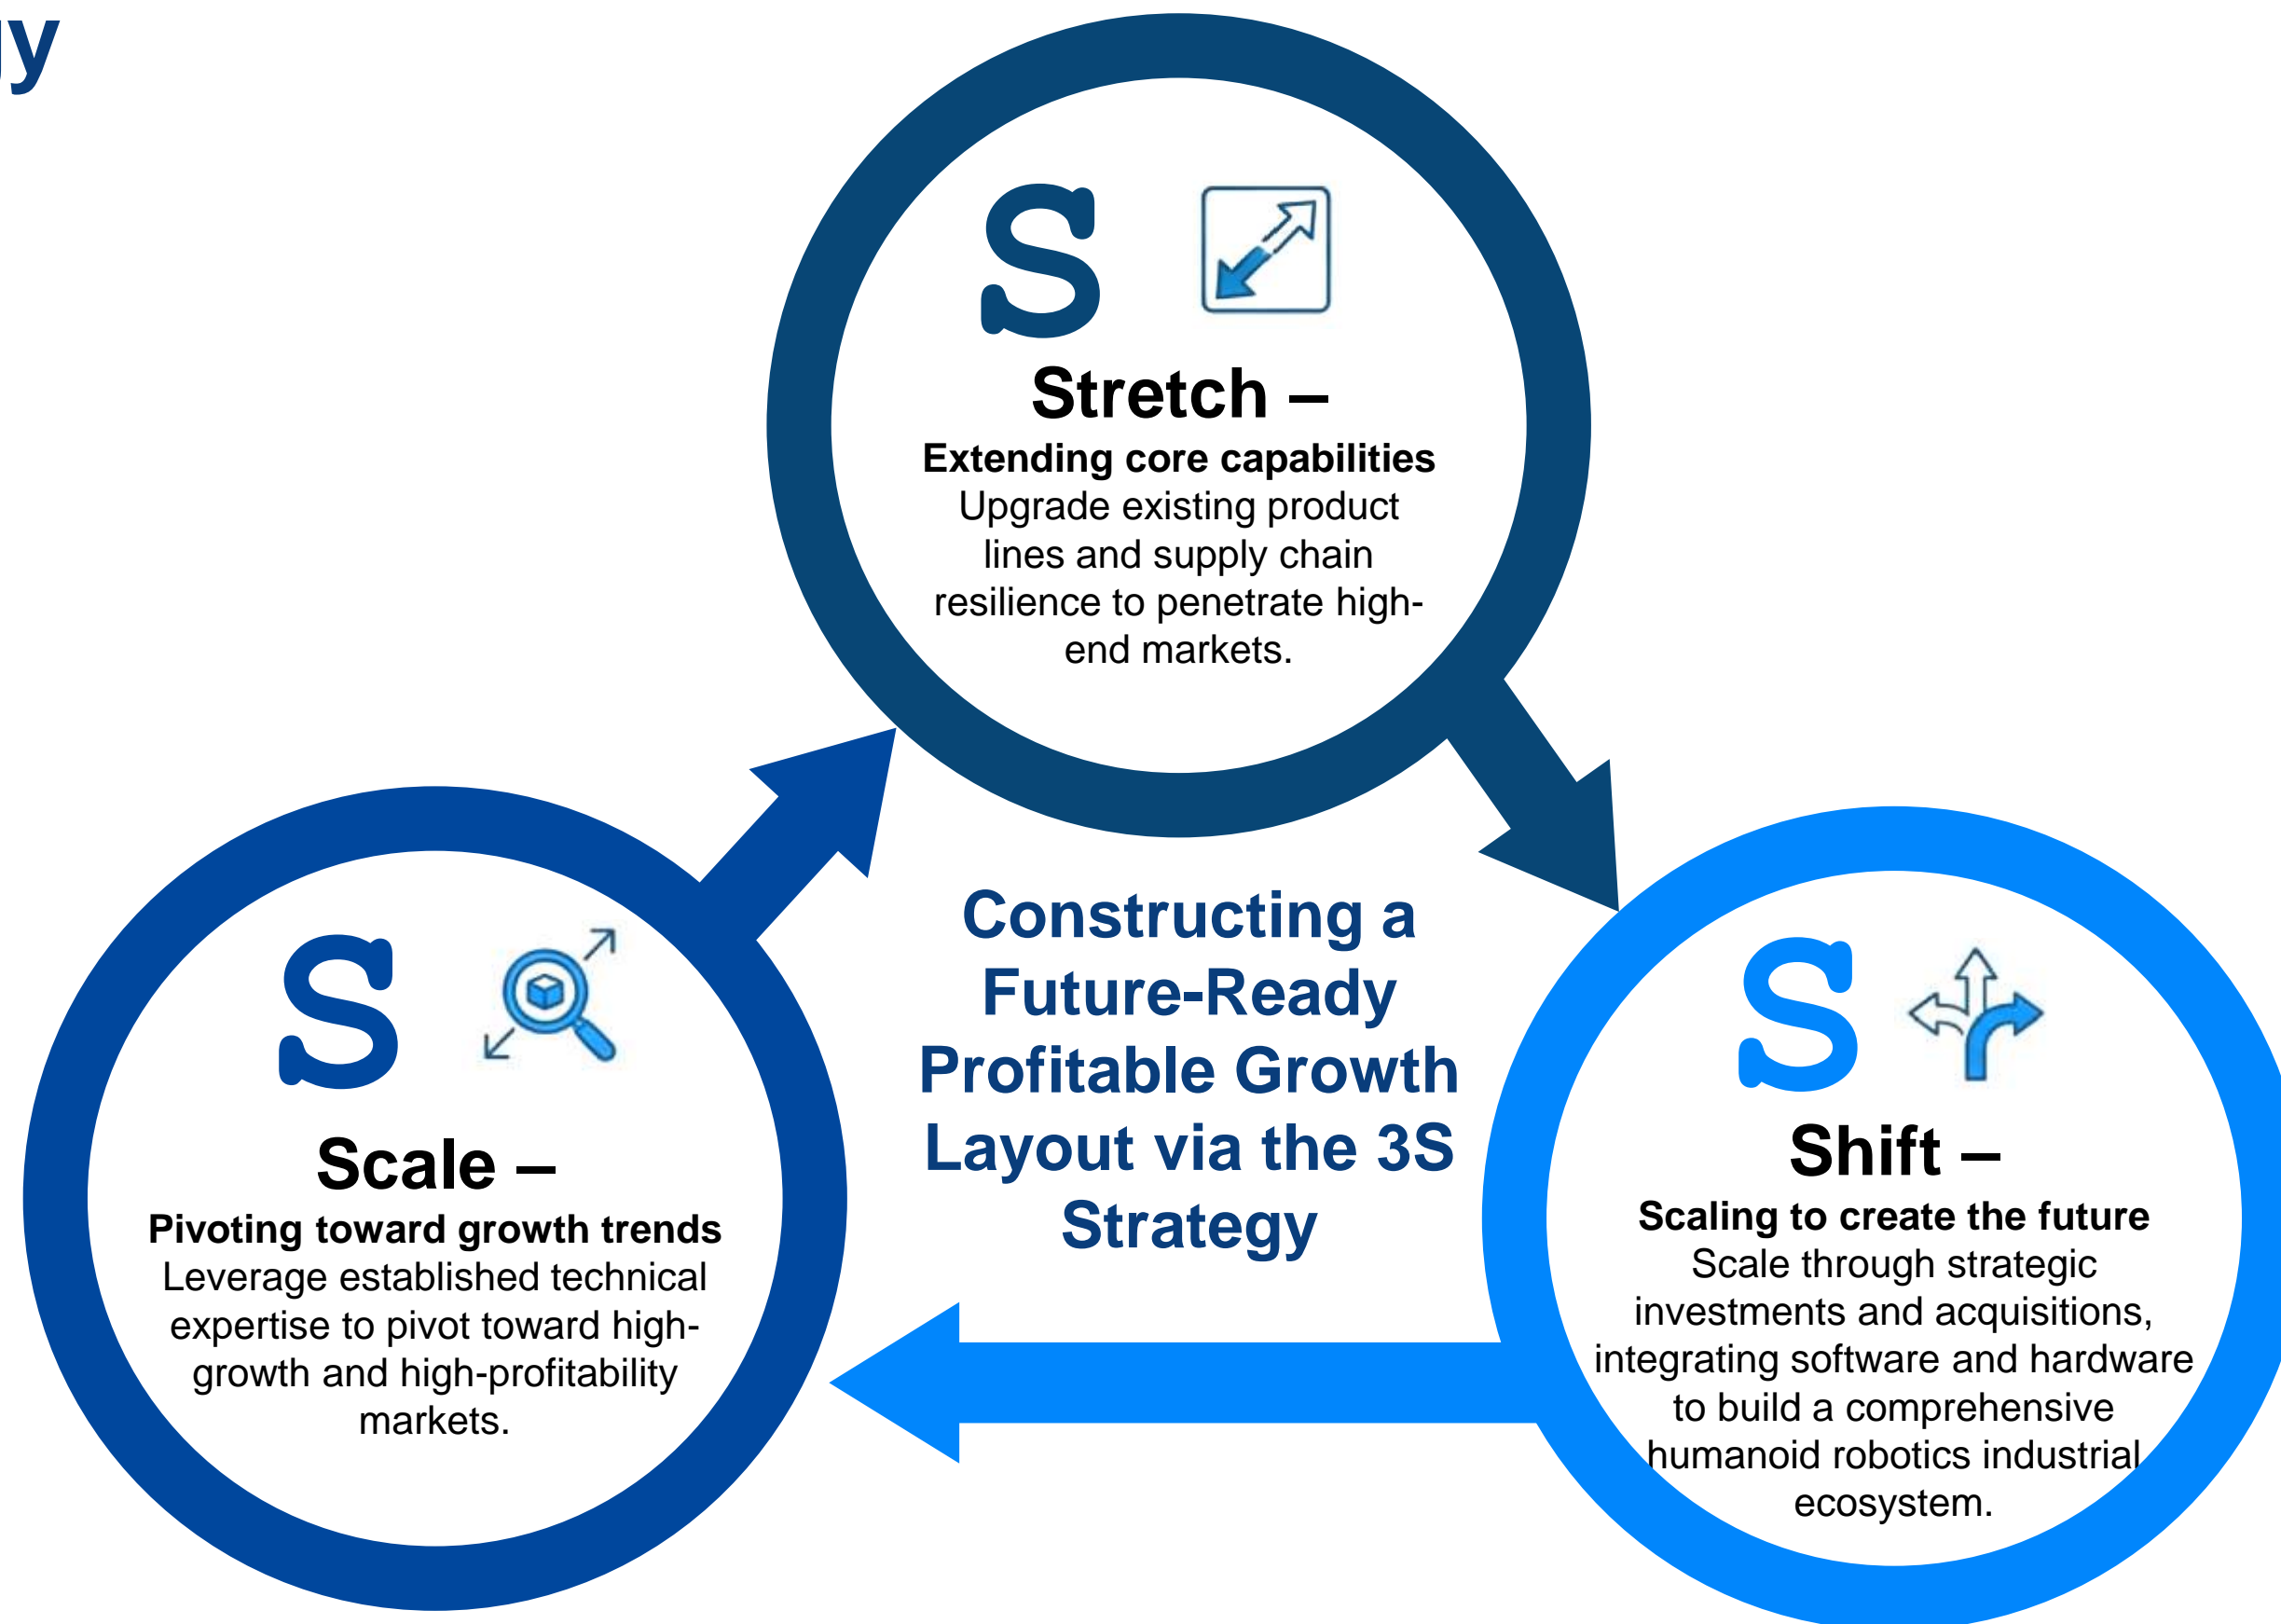 gy
S
Stretch –
Extending core capabilities
Upgrade existing product
lines and supply chain
resilience to penetrate high-
end markets.
Constructing a
Future-Ready
Profitable Growth
Layout via the 3S
Strategy
S
Scale –
Pivoting toward growth trends
Leverage established technical
expertise to pivot toward high-
growth and high-profitability
markets.
S
Shift –
Scaling to create the future
Scale through strategic
investments and acquisitions,
integrating software and hardware
to build a comprehensive
humanoid robotics industrial
ecosystem.